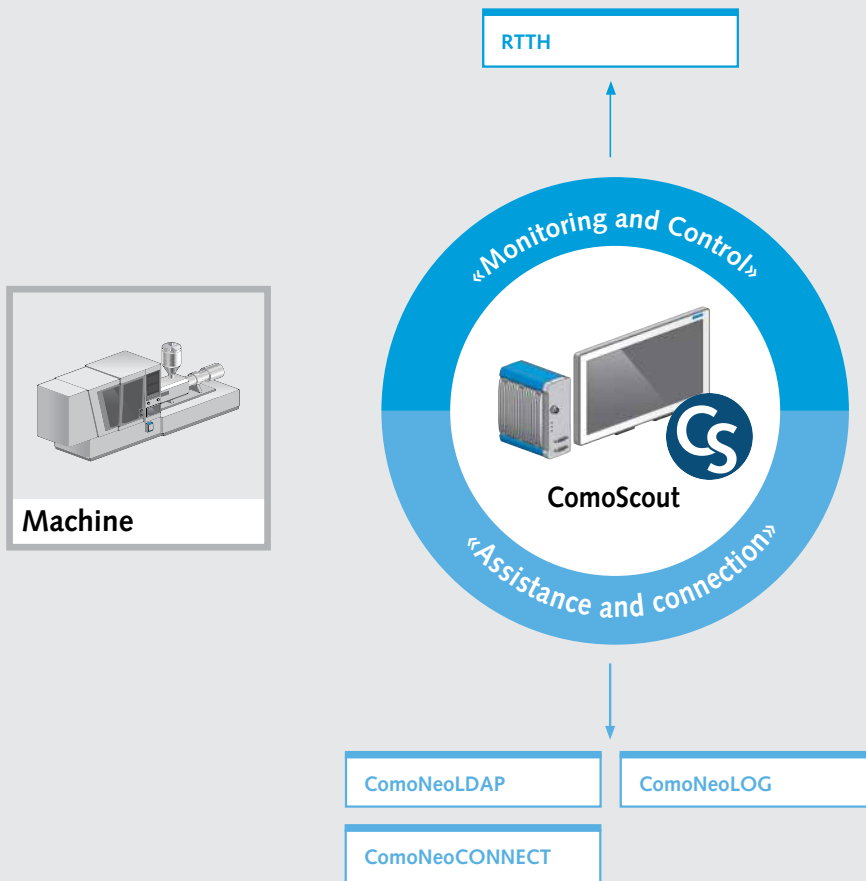 RTTH
«Monitoring and Control»
CS
ComoScout
Machine
«Assistance and connection»
ComoNeoLDAP
ComoNeoLOG
ComoNeoCONNECT